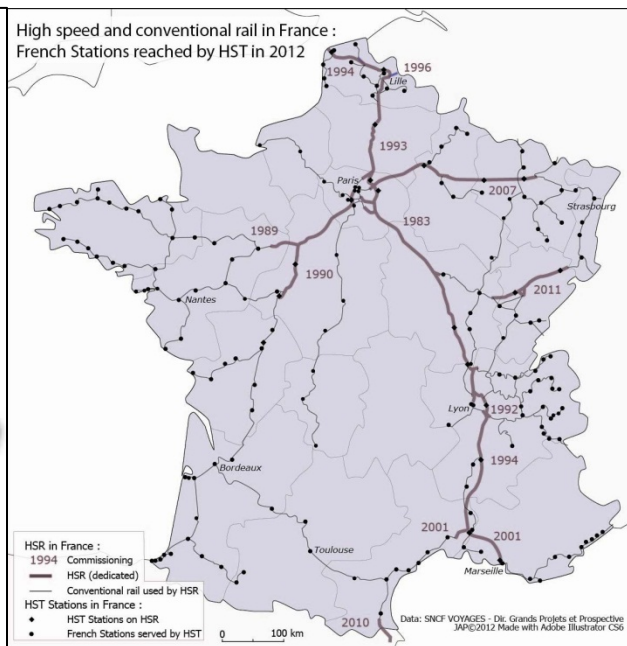 High speed and conventional rail in France :
French Stations reached by HST in 2012
1994
1996
Lille
1993
Paris
2007
Strasbourg
1983
1989
1990
2011
Nantes
Lyon
1992
1994
Bordeaux
2001
2001
Toulouse
Marseille
2010
HSR in France :
1994 Commissioning
HSR (dedicated)
Conventional rail used by HSR
HST Stations in France :
HST Stations on HSR
French Stations served by HST
0 100 km
Data: SNCF VOYAGES - Dir. Grands Projets et Prospective
JAP©2012 Made with Adobe Illustrator CS6